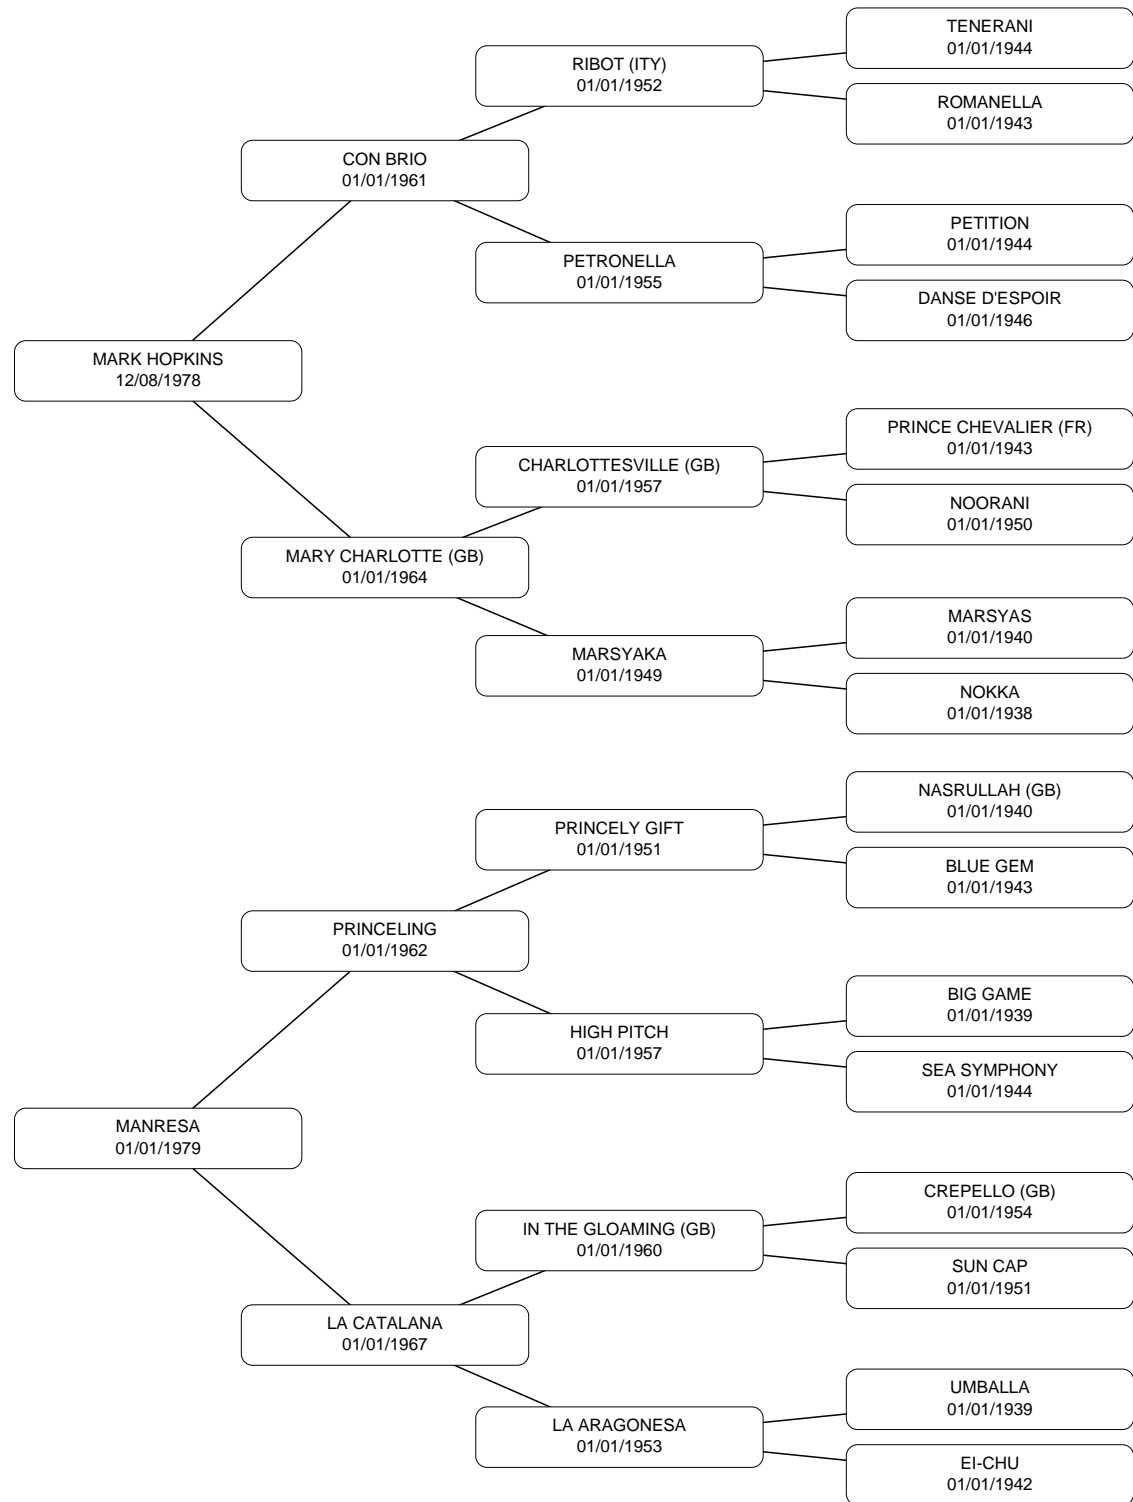 TENERANI
01/01/1944
RIBOT (ITY)
01/01/1952
ROMANELLA
01/01/1943
CON BRIO
01/01/1961
PETITION
01/01/1944
PETRONELLA
01/01/1955
DANSE D'ESPOIR
01/01/1946
MARK HOPKINS
12/08/1978
PRINCE CHEVALIER (FR)
01/01/1943
CHARLOTTESVILLE (GB)
01/01/1957
NOORANI
01/01/1950
MARY CHARLOTTE (GB)
01/01/1964
MARSYAS
01/01/1940
MARSYAKA
01/01/1949
NOKKA
01/01/1938
NASRULLAH (GB)
01/01/1940
PRINCELY GIFT
01/01/1951
BLUE GEM
01/01/1943
PRINCELING
01/01/1962
BIG GAME
01/01/1939
HIGH PITCH
01/01/1957
SEA SYMPHONY
01/01/1944
MANRESA
01/01/1979
CREPELLO (GB)
01/01/1954
IN THE GLOAMING (GB)
01/01/1960
SUN CAP
01/01/1951
LA CATALANA
01/01/1967
UMBALLA
01/01/1939
LA ARAGONESA
01/01/1953
EI-CHU
01/01/1942